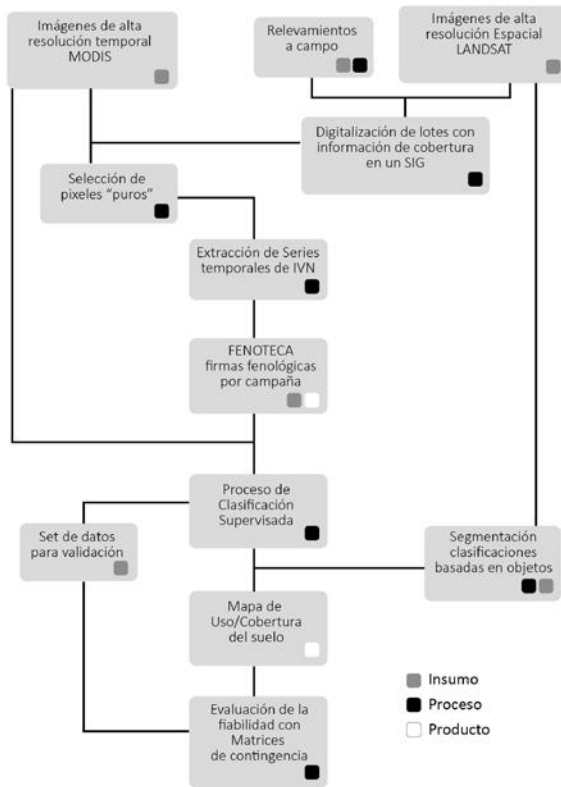 Imágenes de alta
resolución temporal
MODIS
Relevamientos
a campo
Imágenes de alta
resolución Espacial
LANDSAT
Digitalización de lotes con
información de cobertura
en un SIG
Selección de
pixeles “puros”
Extracción de Series
temporales de IVN
FENOTECA
firmas fenológicas
por campaña
Proceso de
Clasificación
Supervisada
Set de datos
para validación
Segmentación
clasificaciones
basadas en objetos
Mapa de
Uso/Cobertura
del suelo
Evaluación de la
fiabilidad con
Matrices
de contingencia
Insumo
Proceso
Producto